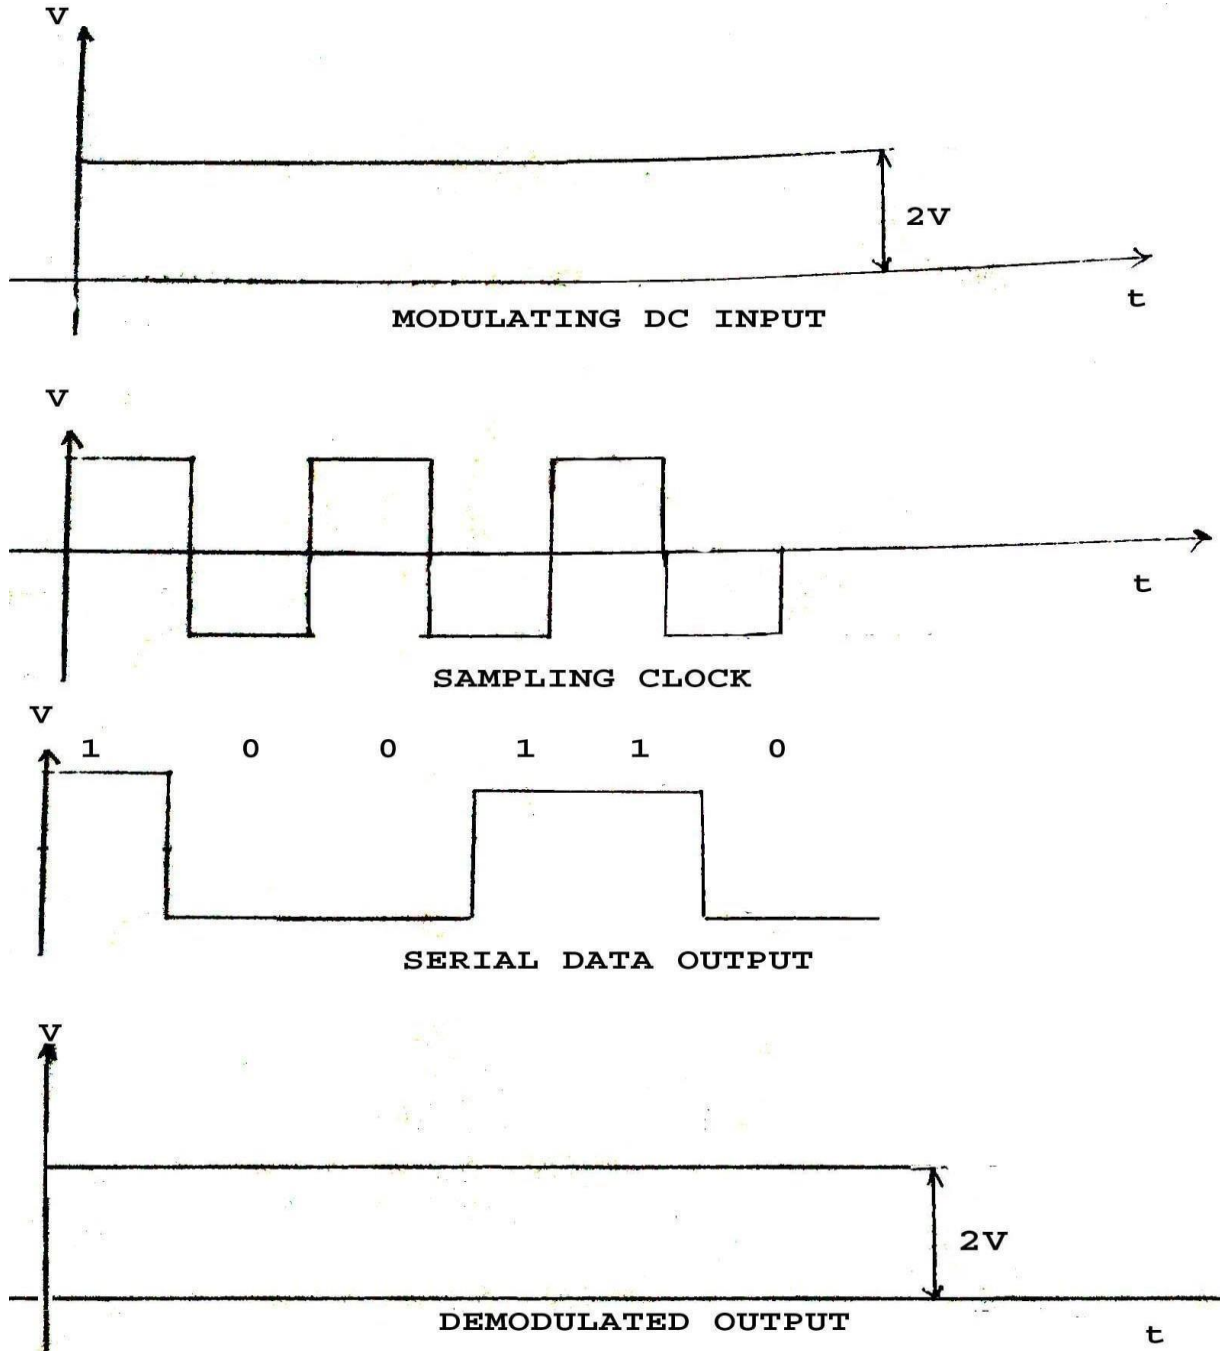 V
2V
t
MODULATING DC INPUT
V
t
SAMPLING CLOCK
V
1 0 0 1 1 0
SERIAL DATA OUTPUT
V
2V
DEMODULATED OUTPUT
t